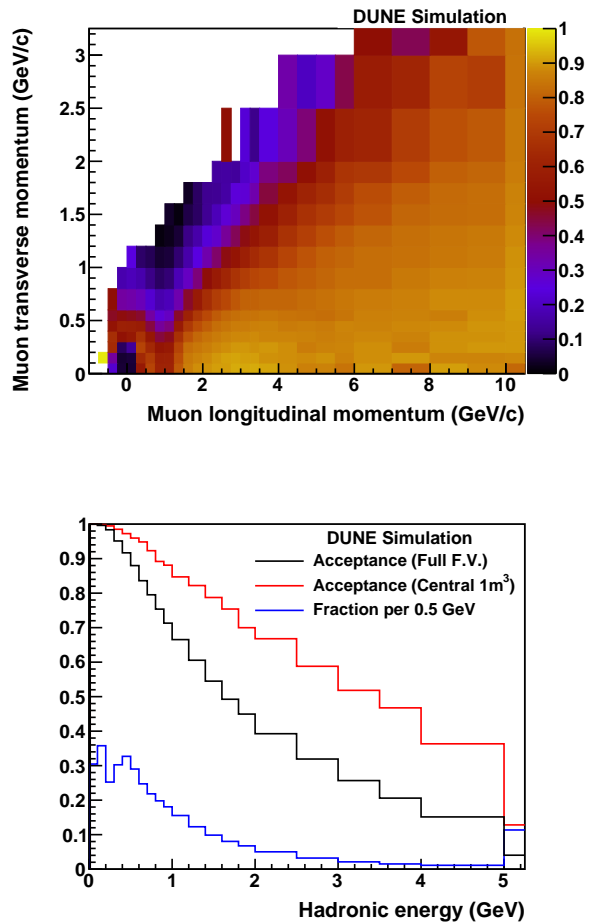 DUNE Simulation
Muon transverse momentum (GeV/c)
3
2.5
2
1.5
1
0.5
0
0 2 4 6 8 10
Muon longitudinal momentum (GeV/c)
1
0.9
0.8
0.7
0.6
0.5
0.4
0.3
0.2
0.1
0
1
0.9
0.8
0.7
0.6
0.5
0.4
0.3
0.2
0.1
0
DUNE Simulation
Acceptance (Full F.V.)
Acceptance (Central 1m³)
Fraction per 0.5 GeV
0 1 2 3 4 5
Hadronic energy (GeV)